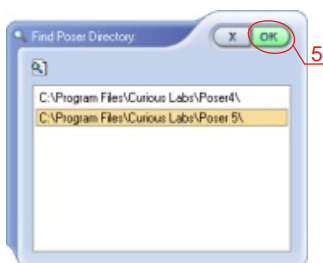 Find Poser Directory:
X OK
5
C:\Program Files\Curious Labs\Poser4\
C:\Program Files\Curious Labs\Poser 5\